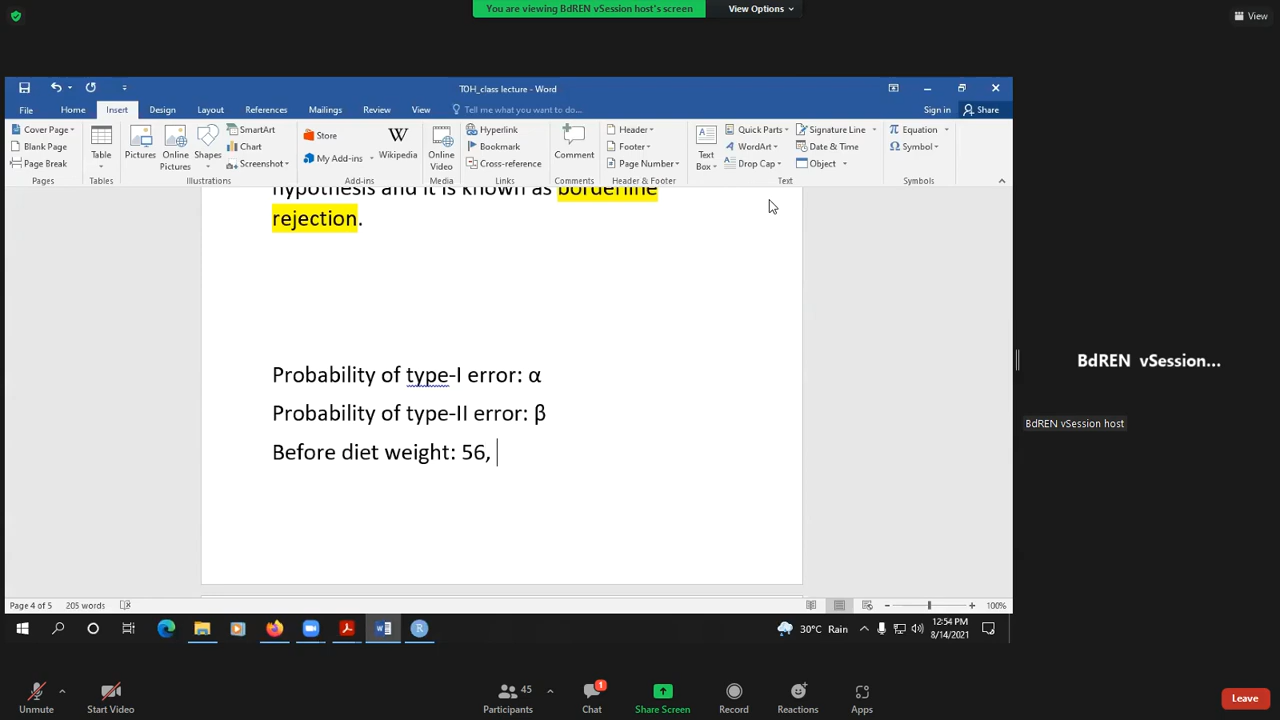 You are viewing BdREN vSession host's screen
View Options
View
TOH_class lecture - Word
File Home Insert Design Layout References Mailings Review View Tell me what you want to do... Sign in Share
Cover Page
Blank Page
Page Break
Pages
Table
Tables
Pictures
Online Pictures
Shapes
SmartArt
Chart
Screenshot
Illustrations
Store
My Add-ins
Wikipedia
Add-ins
Online Video
Media
Hyperlink
Bookmark
Cross-reference
Links
Comment
Comments
Header
Footer
Page Number
Header & Footer
Text Box
Quick Parts
WordArt
Drop Cap
Signature Line
Date & Time
Object
Text
Equation
Symbol
Symbols
hypothesis and it is known as borderline
rejection.
Probability of type-I error: α
Probability of type-II error: β
Before diet weight: 56,
BdREN vSession...
BdREN vSession host
Page 4 of 5 205 words 100%
30°C Rain
12:54 PM
8/14/2021
Unmute
Start Video
45
Participants
1
Chat
Share Screen
Record
Reactions
Apps
Leave